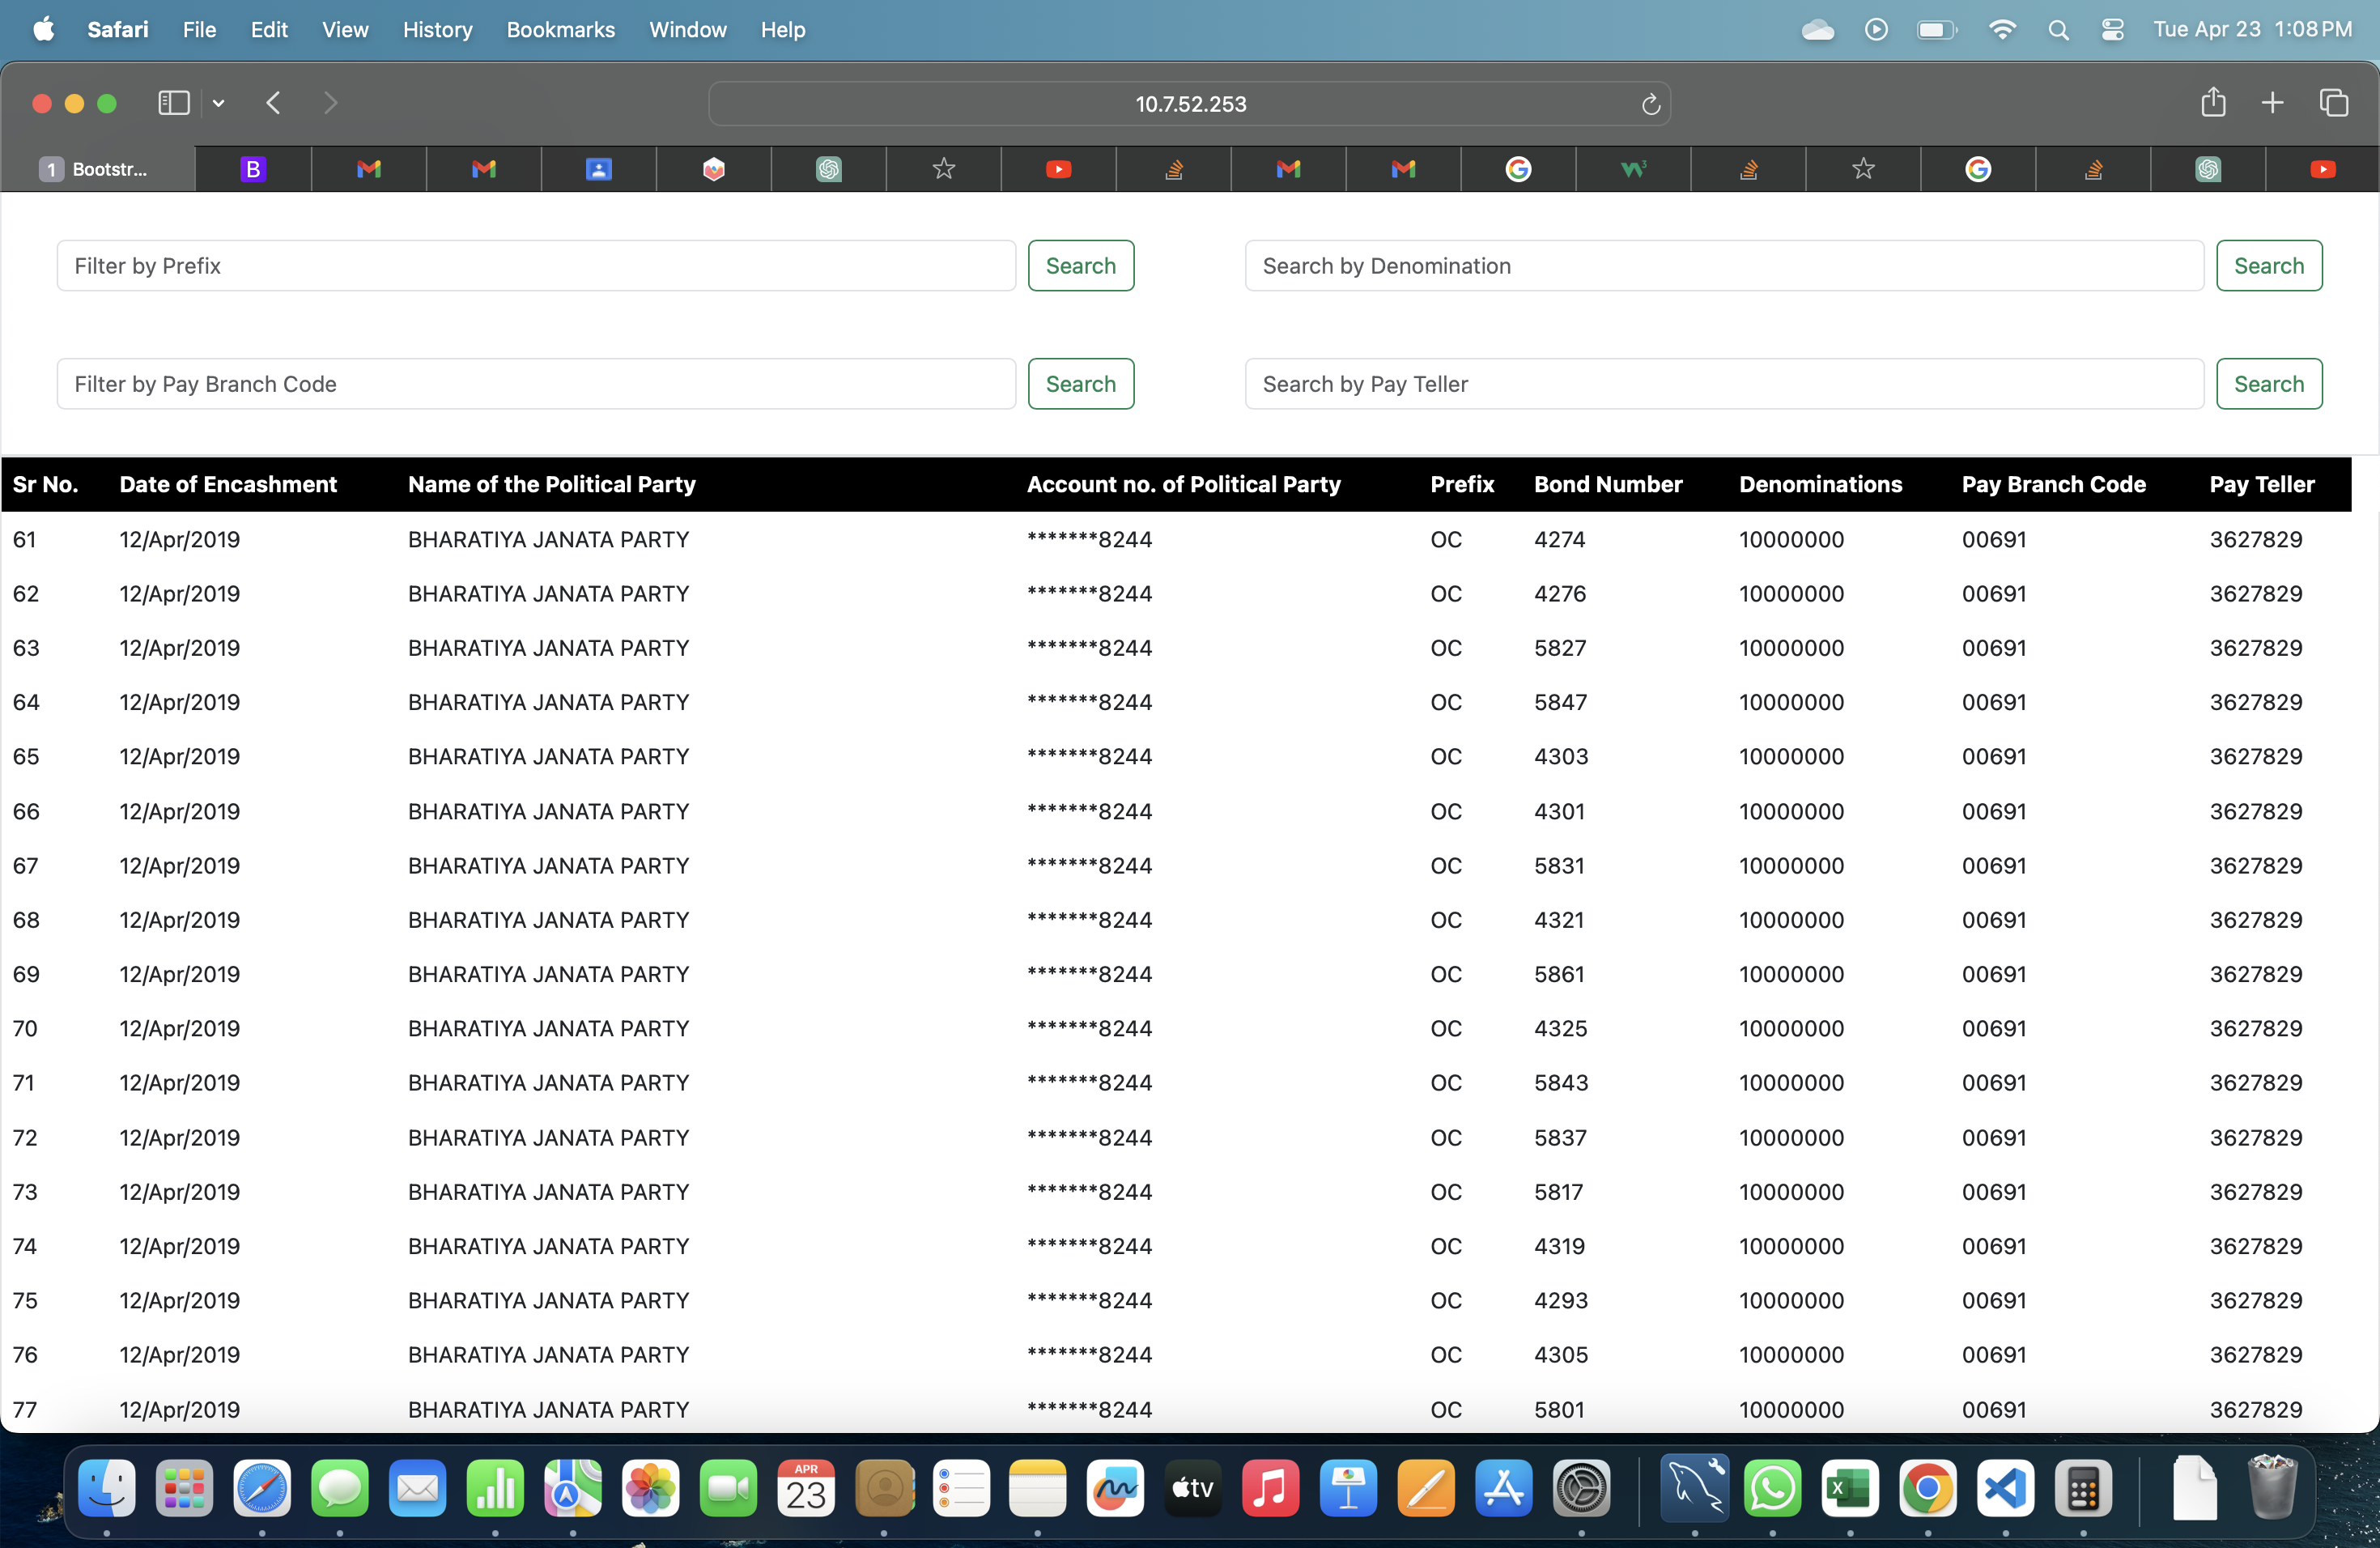 Safari File Edit View History Bookmarks Window Help Tue Apr 23 1:08 PM
10.7.52.253
1 Bootstr... B
Filter by Prefix Search Search by Denomination Search
Filter by Pay Branch Code Search Search by Pay Teller Search
Sr No. Date of Encashment Name of the Political Party Account no. of Political Party Prefix Bond Number Denominations Pay Branch Code Pay Teller
61 12/Apr/2019 BHARATIYA JANATA PARTY *******8244 OC 4274 10000000 00691 3627829
62 12/Apr/2019 BHARATIYA JANATA PARTY *******8244 OC 4276 10000000 00691 3627829
63 12/Apr/2019 BHARATIYA JANATA PARTY *******8244 OC 5827 10000000 00691 3627829
64 12/Apr/2019 BHARATIYA JANATA PARTY *******8244 OC 5847 10000000 00691 3627829
65 12/Apr/2019 BHARATIYA JANATA PARTY *******8244 OC 4303 10000000 00691 3627829
66 12/Apr/2019 BHARATIYA JANATA PARTY *******8244 OC 4301 10000000 00691 3627829
67 12/Apr/2019 BHARATIYA JANATA PARTY *******8244 OC 5831 10000000 00691 3627829
68 12/Apr/2019 BHARATIYA JANATA PARTY *******8244 OC 4321 10000000 00691 3627829
69 12/Apr/2019 BHARATIYA JANATA PARTY *******8244 OC 5861 10000000 00691 3627829
70 12/Apr/2019 BHARATIYA JANATA PARTY *******8244 OC 4325 10000000 00691 3627829
71 12/Apr/2019 BHARATIYA JANATA PARTY *******8244 OC 5843 10000000 00691 3627829
72 12/Apr/2019 BHARATIYA JANATA PARTY *******8244 OC 5837 10000000 00691 3627829
73 12/Apr/2019 BHARATIYA JANATA PARTY *******8244 OC 5817 10000000 00691 3627829
74 12/Apr/2019 BHARATIYA JANATA PARTY *******8244 OC 4319 10000000 00691 3627829
75 12/Apr/2019 BHARATIYA JANATA PARTY *******8244 OC 4293 10000000 00691 3627829
76 12/Apr/2019 BHARATIYA JANATA PARTY *******8244 OC 4305 10000000 00691 3627829
77 12/Apr/2019 BHARATIYA JANATA PARTY *******8244 OC 5801 10000000 00691 3627829
APR
23 tv X